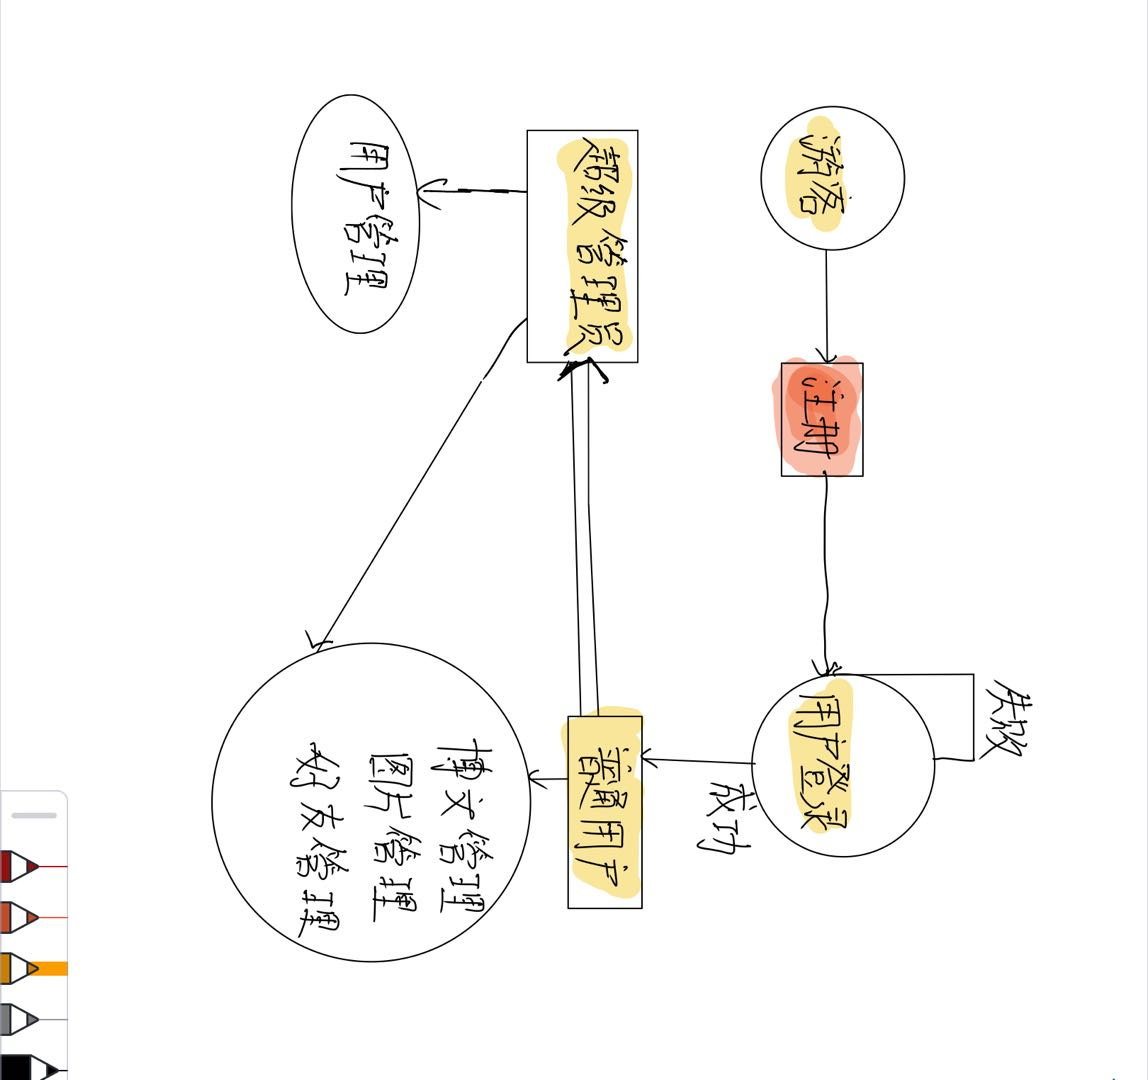 游客
注册
用户登录
失败
成功
超级管理员
普通用户
用户管理
博文管理
图片管理
好友管理